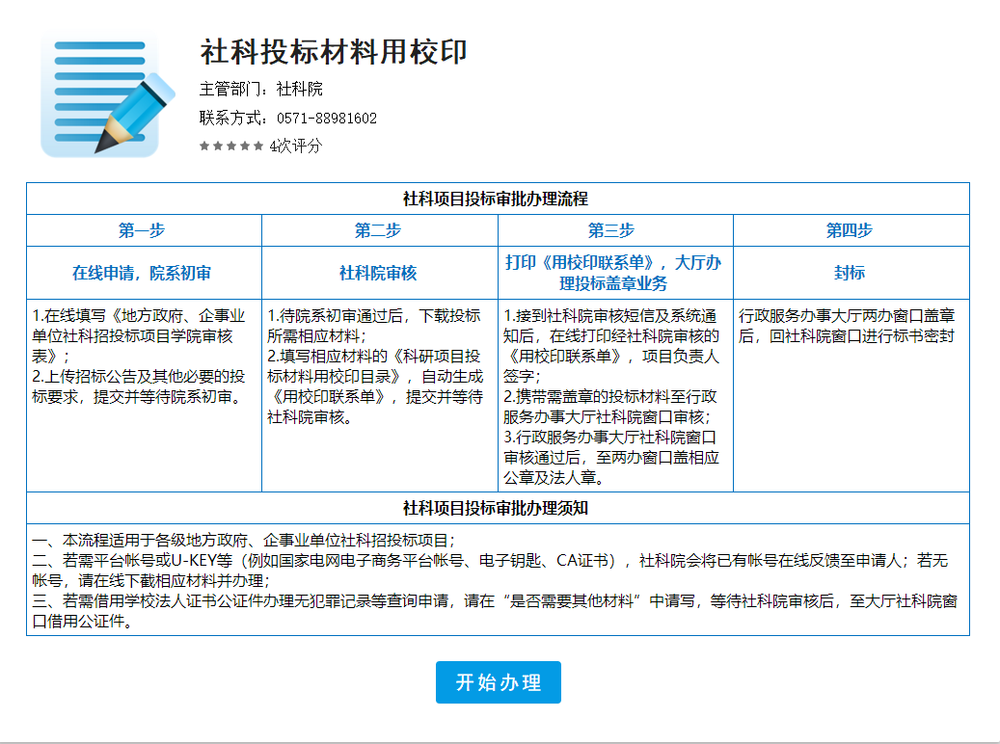 社科投标材料用校印
主管部门：社科院
联系方式：0571-88981602
4次评分
社科项目投标审批办理流程
第一步
第二步
第三步
第四步
在线申请，院系初审
社科院审核
打印《用校印联系单》，大厅办
理投标盖章业务
封标
1.在线填写《地方政府、企事业
单位社科招投标项目学院审核
表》；
2.上传招标公告及其他必要的投
标要求，提交并等待院系初审。
1.待院系初审通过后，下载投标
所需相应材料；
2.填写相应材料的《科研项目投
标材料用校印目录》，自动生成
《用校印联系单》，提交并等待
社科院审核。
1.接到社科院审核短信及系统通
知后，在线打印经社科院审核的
《用校印联系单》，项目负责人
签字；
2.携带需盖章的投标材料至行政
服务办事大厅社科院窗口审核；
3.行政服务办事大厅社科院窗口
审核通过后，至两办窗口盖相应
公章及法人章。
行政服务办事大厅两办窗口盖章
后，回社科院窗口进行标书密封
社科项目投标审批办理须知
一、本流程适用于各级地方政府、企事业单位社科招投标项目；
二、若需平台帐号或U-KEY等（例如国家电网电子商务平台帐号、电子钥匙、CA证书），社科院会将已有帐号在线反馈至申请人；若无
帐号，请在线下截相应材料并办理；
三、若需借用学校法人证书公证件办理无犯罪记录等查询申请，请在“是否需要其他材料”中请写，等待社科院审核后，至大厅社科院窗
口借用公证件。
开始办理